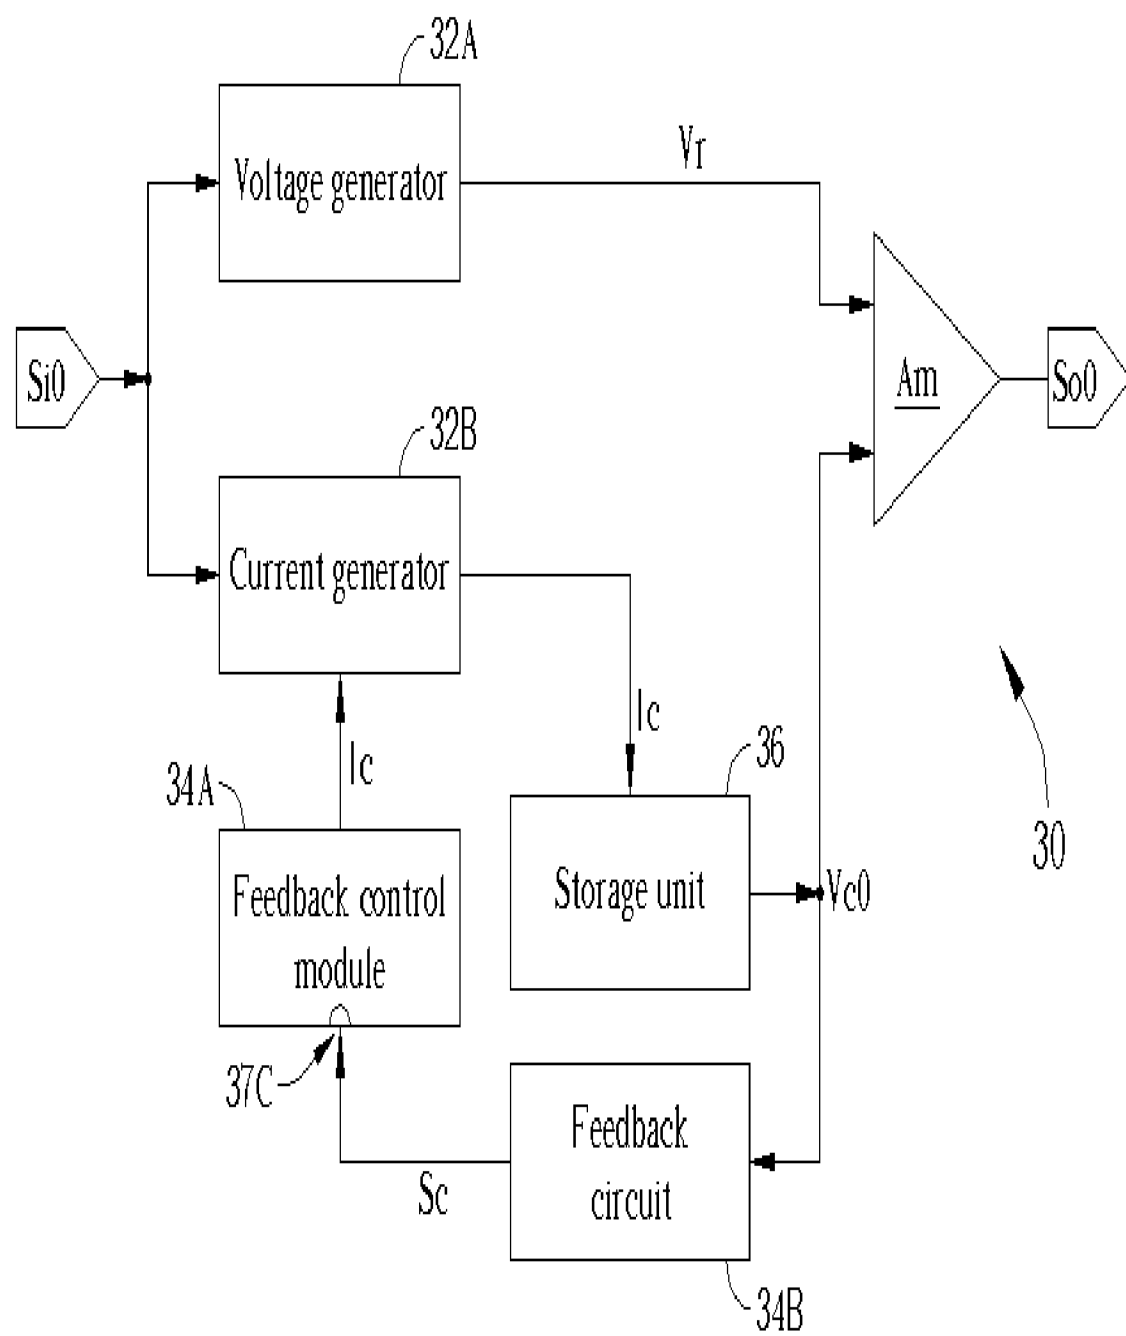 32A
Voltage generator
Vr
Si0
Am
So0
32B
Current generator
Ic
Ic
36
34A
30
Storage unit
Vc0
Feedback control
module
37C
Feedback
circuit
Sc
34B